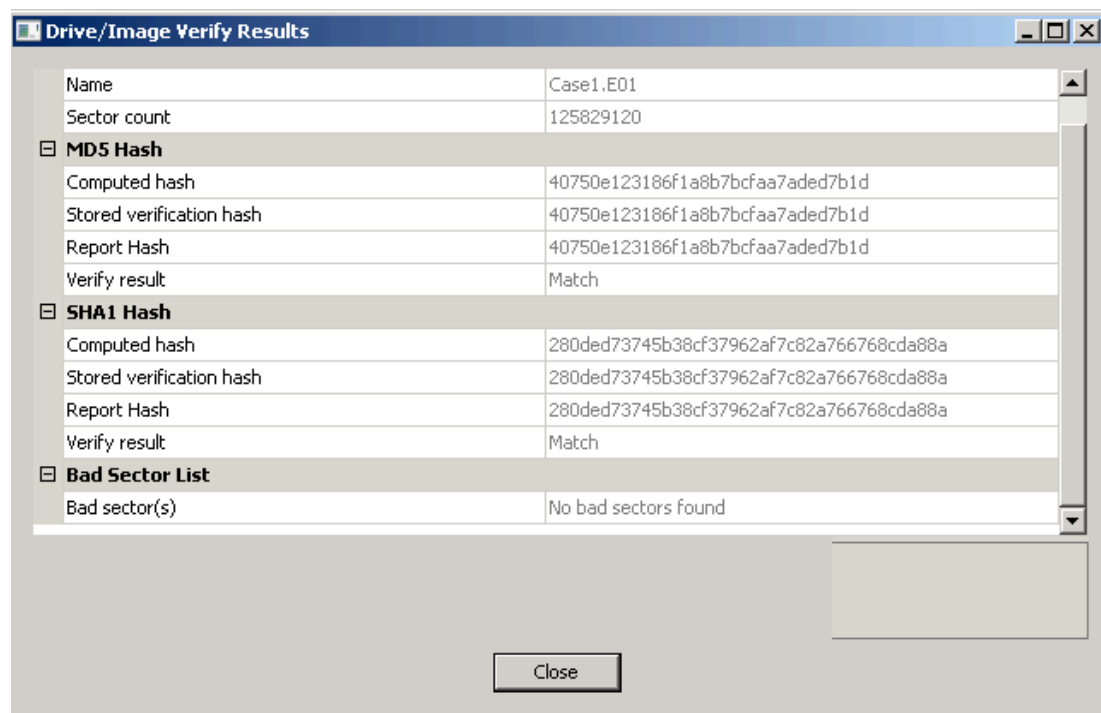 Drive/Image Verify Results
Name Case1.E01
Sector count 125829120
MD5 Hash
Computed hash 40750e123186f1a8b7bcfaa7aded7b1d
Stored verification hash 40750e123186f1a8b7bcfaa7aded7b1d
Report Hash 40750e123186f1a8b7bcfaa7aded7b1d
Verify result Match
SHA1 Hash
Computed hash 280ded73745b38cf37962af7c82a766768cda88a
Stored verification hash 280ded73745b38cf37962af7c82a766768cda88a
Report Hash 280ded73745b38cf37962af7c82a766768cda88a
Verify result Match
Bad Sector List
Bad sector(s) No bad sectors found
Close